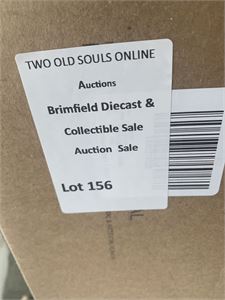 TWO OLD SOULS ONLINE
Auctions
Brimfield Diecast &
Collectible Sale
Auction Sale
Lot 156